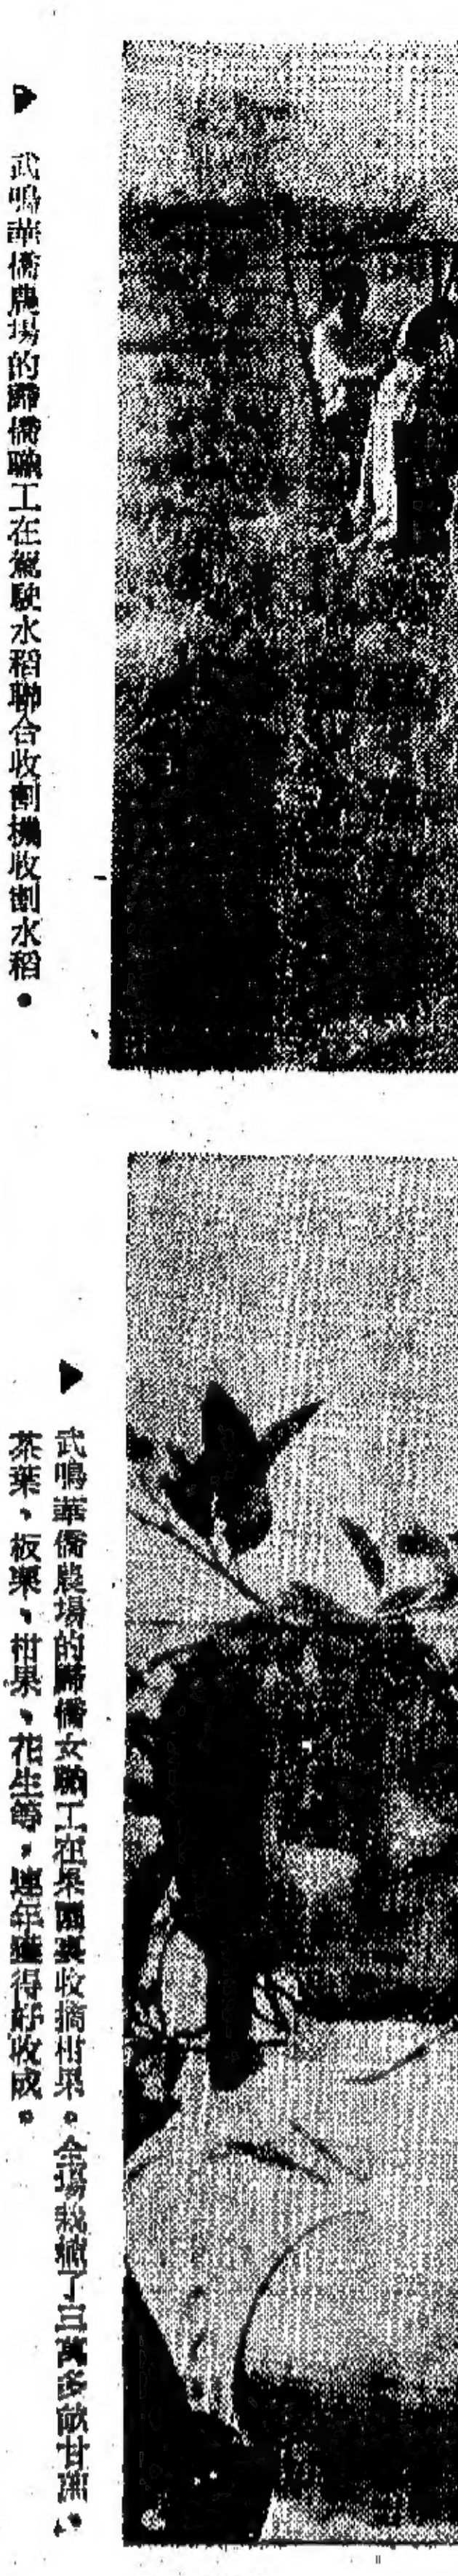 武鳴華僑農場的歸僑職工在駕駛水稻聯合收割機收割水稻。
武鳴華僑農場的歸僑女職工在果園裏收摘柑果。全場栽植了三萬多畝甘蔗、
茶葉、板栗、柑果、花生等，連年獲得好收成。